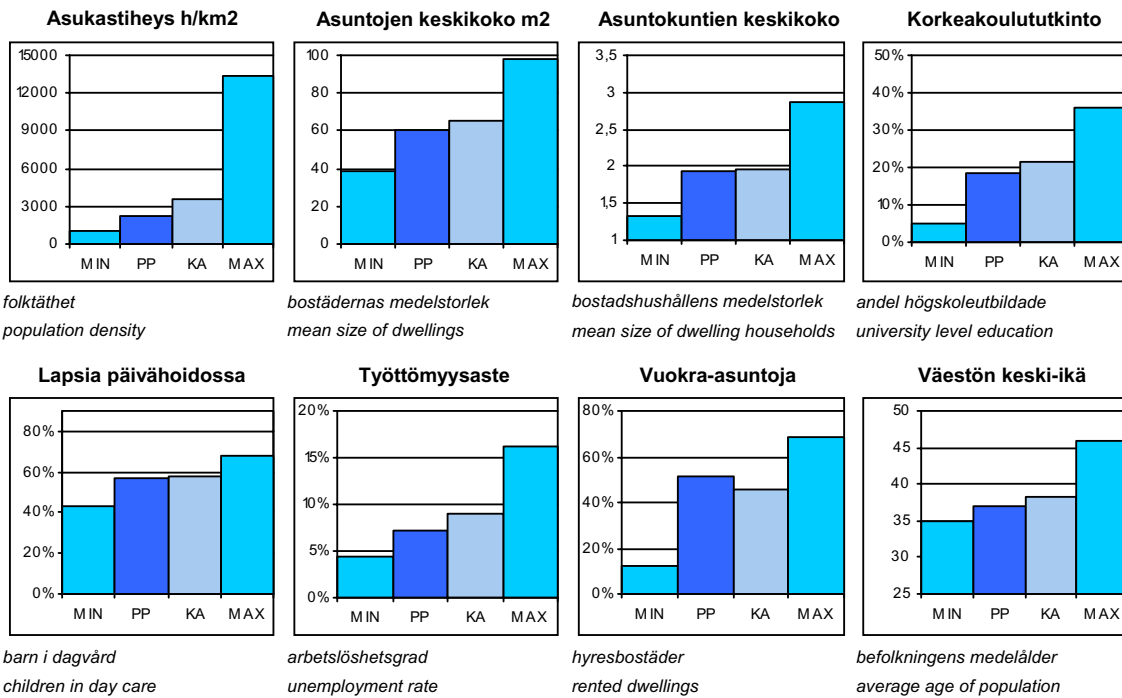 Asukastiheys h/km2
15000
12000
9000
6000
3000
0
MIN PP KA MAX
folktäthet
population density
Asuntojen keskikoko m2
100
80
60
40
20
0
MIN PP KA MAX
bostädernas medelstorlek
mean size of dwellings
Asuntokuntien keskikoko
3,5
3
2,5
2
1,5
1
MIN PP KA MAX
bostadshushållens medelstorlek
mean size of dwelling households
Korkeakoulututkinto
50%
40%
30%
20%
10%
0%
MIN PP KA MAX
andel högskoleutbildade
university level education
Lapsia päivähoidossa
80%
60%
40%
20%
0%
MIN PP KA MAX
barn i dagvård
children in day care
Työttömyysaste
20%
15%
10%
5%
0%
MIN PP KA MAX
arbetslöshetsgrad
unemployment rate
Vuokra-asuntoja
80%
60%
40%
20%
0%
MIN PP KA MAX
hyresbostäder
rented dwellings
Väestön keski-ikä
50
45
40
35
30
25
MIN PP KA MAX
befolkningens medelålder
average age of population